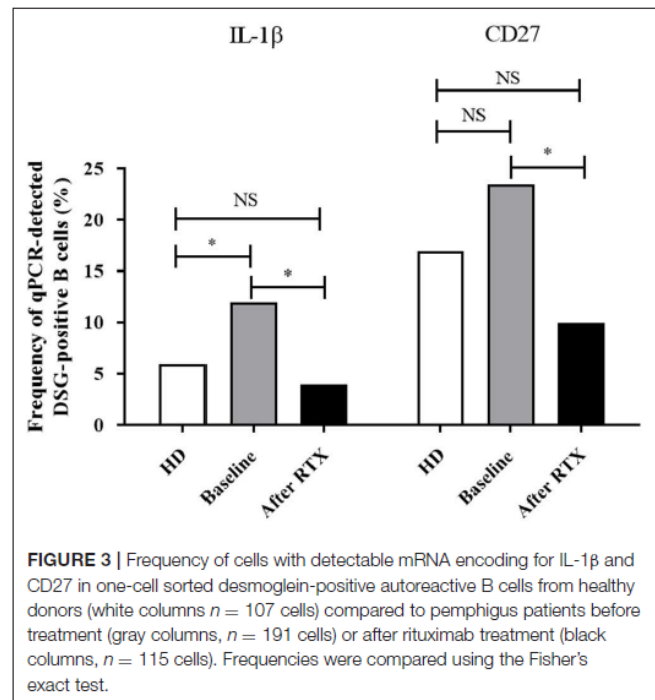 IL-1β
CD27
NS
NS
NS
*
*
*
Frequency of qPCR-detected
DSG-positive B cells (%)
25
20
15
10
5
0
HD
Baseline
After RTX
HD
Baseline
After RTX
FIGURE 3 | Frequency of cells with detectable mRNA encoding for IL-1β and
CD27 in one-cell sorted desmoglein-positive autoreactive B cells from healthy
donors (white columns n = 107 cells) compared to pemphigus patients before
treatment (gray columns, n = 191 cells) or after rituximab treatment (black
columns, n = 115 cells). Frequencies were compared using the Fisher's
exact test.